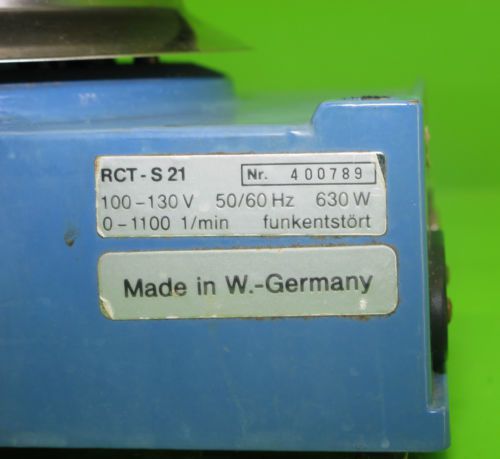 RCT - S 21 Nr. 400789
100-130 V 50/60 Hz 630 W
0-1100 1/min funkentstört
Made in W.-Germany